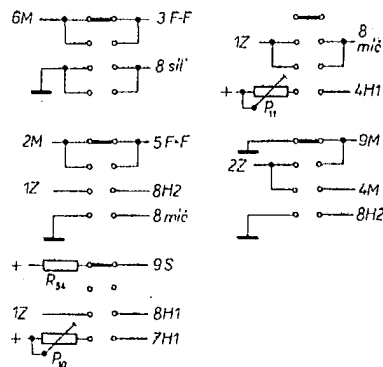 6M 3 F-F
8 síť
2M 5 F-F
1Z 8H2
8 mič
+ R34 9S
1Z 8H1
+ P10 7H1
1Z 8 mič
+ P11 4H1
9M
2Z 4M
8H2